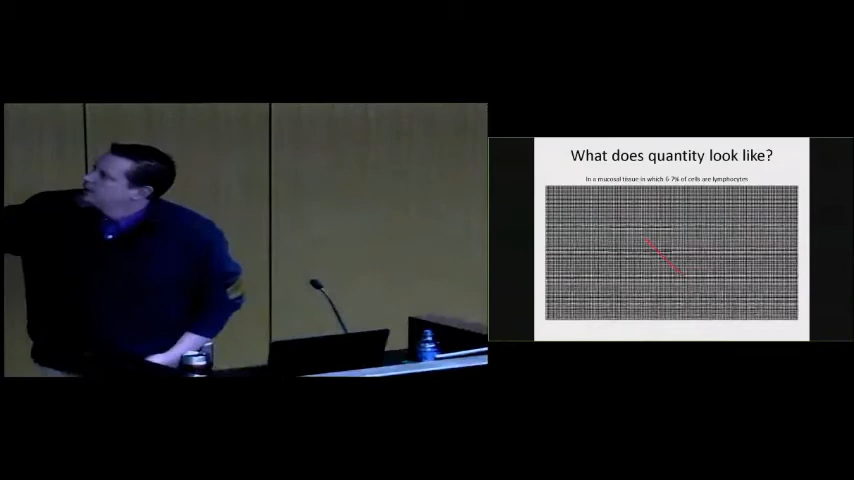 What does quantity look like?
In a mucosal tissue in which 6-7% of cells are lymphocytes